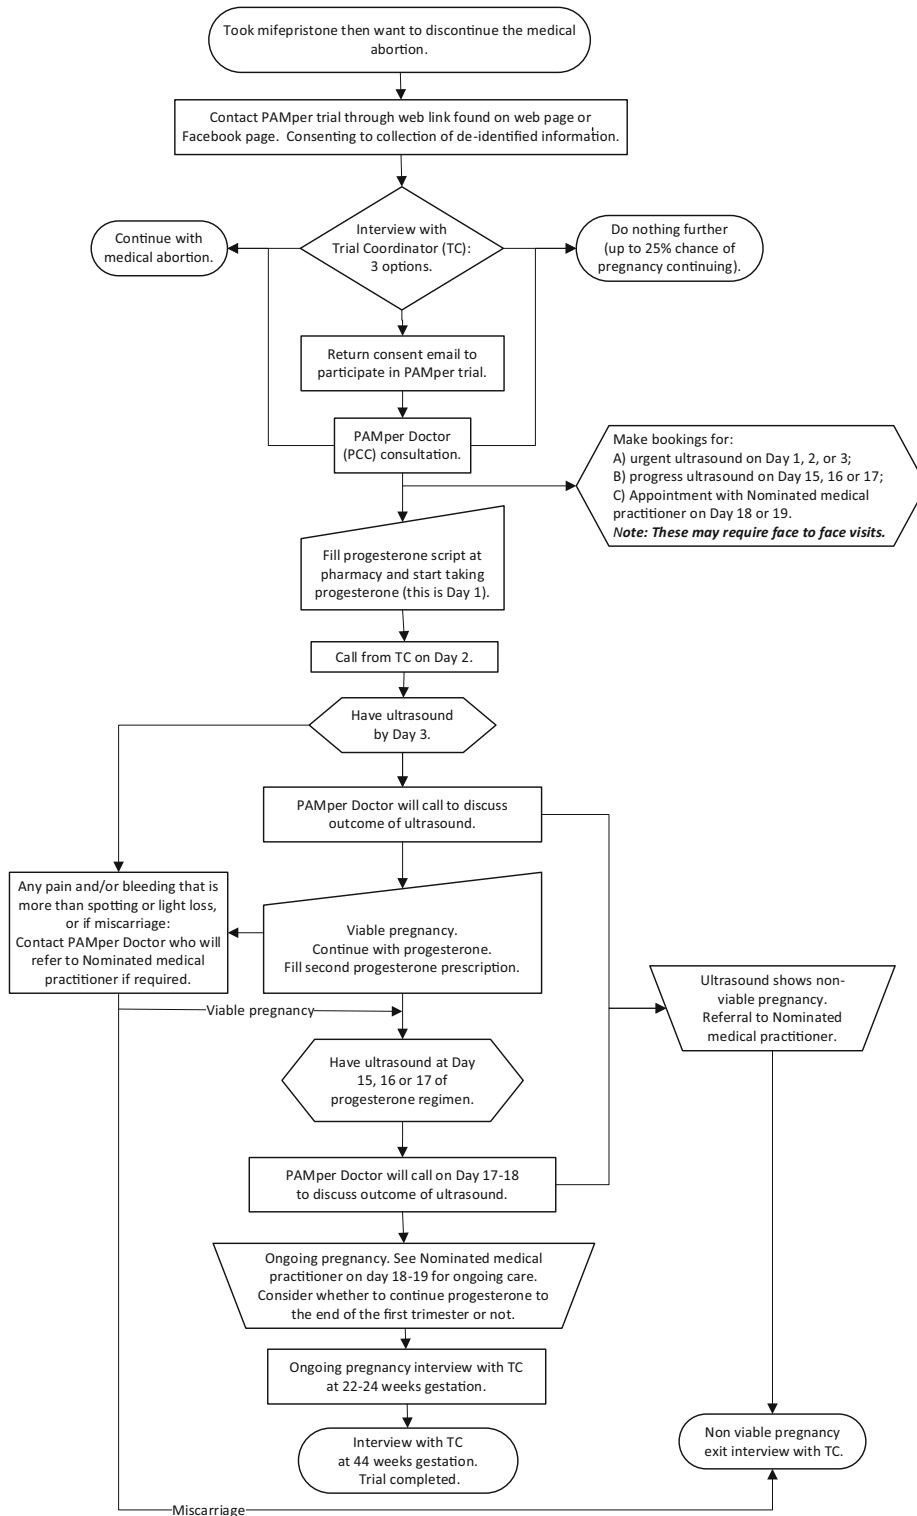 Took mifepristone then want to discontinue the medical
abortion.
Contact PAMper trial through web link found on web page or
Facebook page. Consenting to collection of de-identified information.
Interview with
Trial Coordinator (TC):
3 options.
Continue with
medical abortion.
Do nothing further
(up to 25% chance of
pregnancy continuing).
Return consent email to
participate in PAMper trial.
PAMper Doctor
(PCC) consultation.
Make bookings for:
A) urgent ultrasound on Day 1, 2, or 3;
B) progress ultrasound on Day 15, 16 or 17;
C) Appointment with Nominated medical
practitioner on Day 18 or 19.
Note: These may require face to face visits.
Fill progesterone script at
pharmacy and start taking
progesterone (this is Day 1).
Call from TC on Day 2.
Have ultrasound
by Day 3.
PAMper Doctor will call to discuss
outcome of ultrasound.
Any pain and/or bleeding that is
more than spotting or light loss,
or if miscarriage:
Contact PAMper Doctor who will
refer to Nominated medical
practitioner if required.
Viable pregnancy.
Continue with progesterone.
Fill second progesterone prescription.
Ultrasound shows non-
viable pregnancy.
Referral to Nominated
medical practitioner.
Viable pregnancy
Have ultrasound at Day
15, 16 or 17 of
progesterone regimen.
PAMper Doctor will call on Day 17-18
to discuss outcome of ultrasound.
Ongoing pregnancy. See Nominated medical
practitioner on day 18-19 for ongoing care.
Consider whether to continue progesterone to
the end of the first trimester or not.
Ongoing pregnancy interview with TC
at 22-24 weeks gestation.
Interview with TC
at 44 weeks gestation.
Trial completed.
Non viable pregnancy
exit interview with TC.
Miscarriage